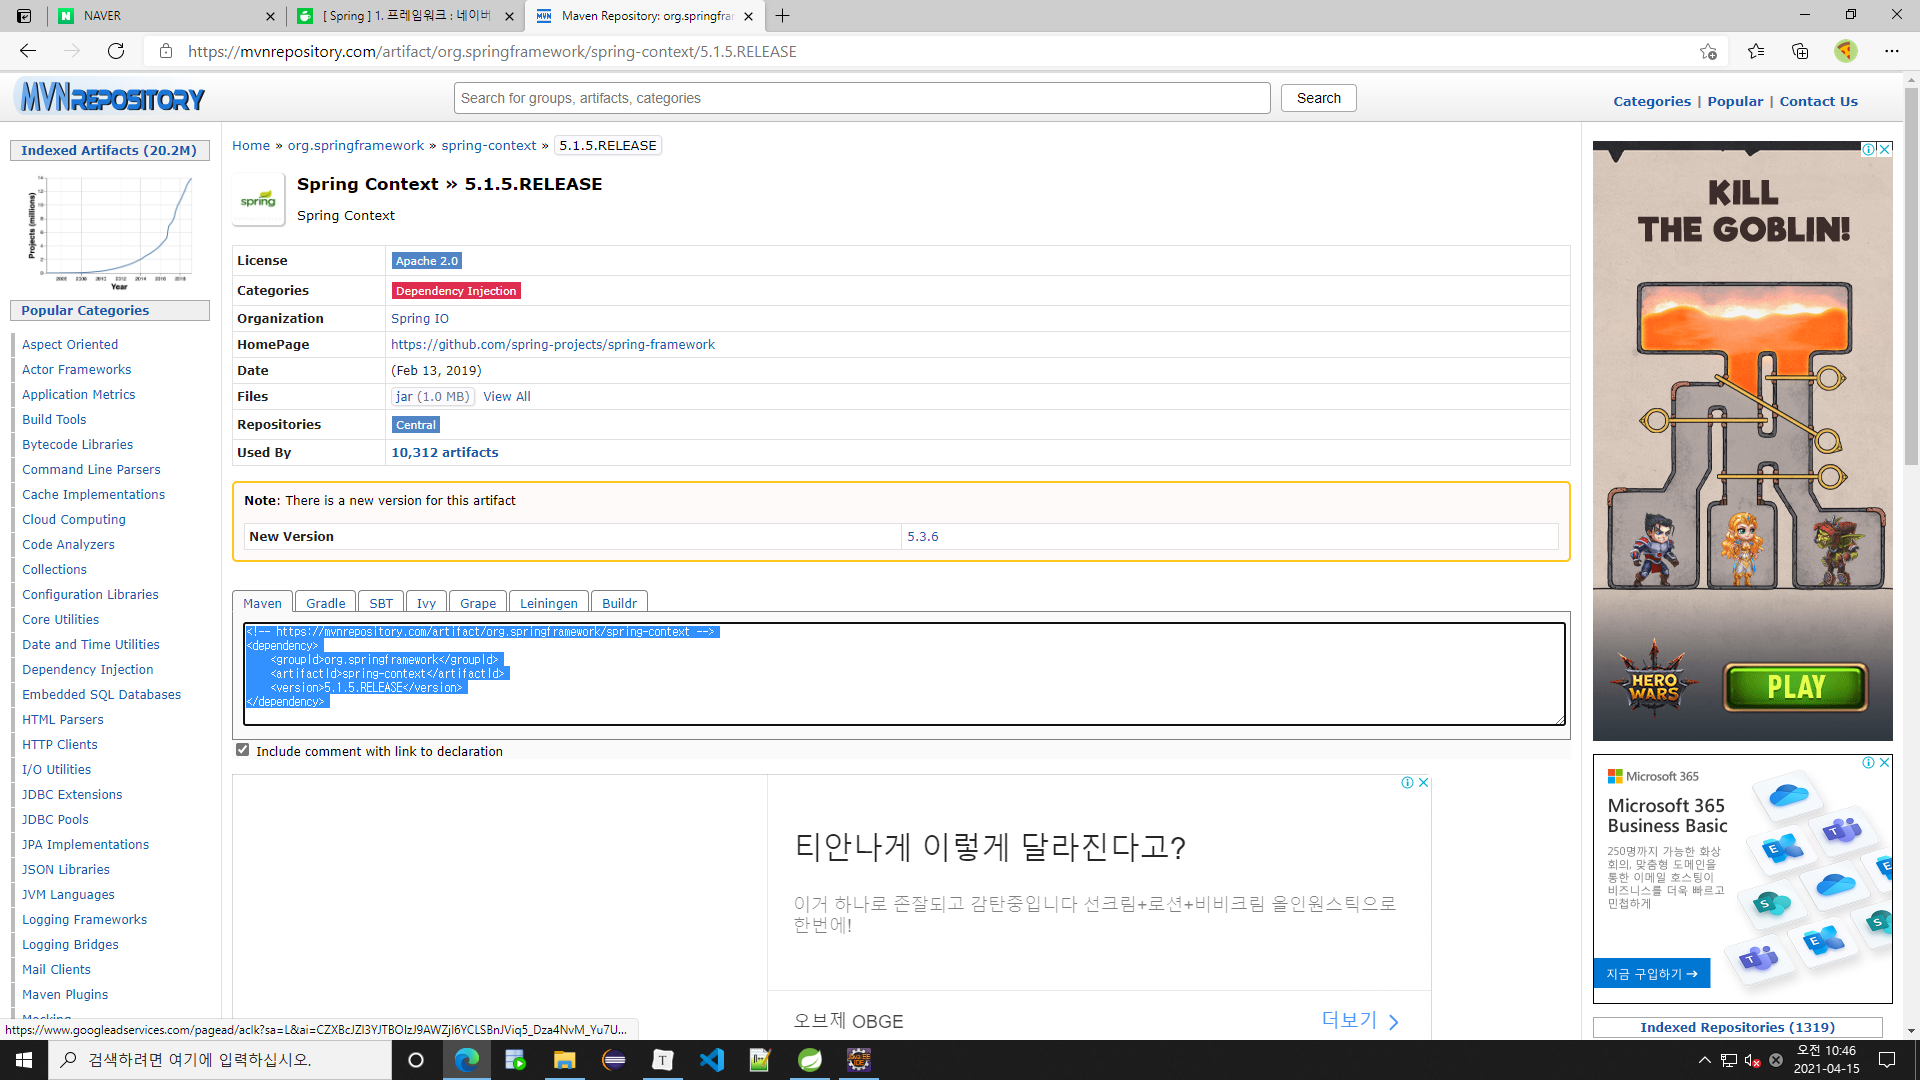 NAVER
[ Spring ] 1. 프레임워크 : 네이버
Maven Repository: org.springfra
https://mvnrepository.com/artifact/org.springframework/spring-context/5.1.5.RELEASE
MVNREPOSITORY
Search for groups, artifacts, categories
Search
Categories | Popular | Contact Us
Indexed Artifacts (20.2M)
Projects (millions)
Year
Popular Categories
Aspect Oriented
Actor Frameworks
Application Metrics
Build Tools
Bytecode Libraries
Command Line Parsers
Cache Implementations
Cloud Computing
Code Analyzers
Collections
Configuration Libraries
Core Utilities
Date and Time Utilities
Dependency Injection
Embedded SQL Databases
HTML Parsers
HTTP Clients
I/O Utilities
JDBC Extensions
JDBC Pools
JPA Implementations
JSON Libraries
JVM Languages
Logging Frameworks
Logging Bridges
Mail Clients
Maven Plugins
Home » org.springframework » spring-context » 5.1.5.RELEASE
spring
Spring Context » 5.1.5.RELEASE
Spring Context
License Apache 2.0
Categories Dependency Injection
Organization Spring IO
HomePage https://github.com/spring-projects/spring-framework
Date (Feb 13, 2019)
Files jar (1.0 MB) View All
Repositories Central
Used By 10,312 artifacts
Note: There is a new version for this artifact
New Version 5.3.6
Maven Gradle SBT Ivy Grape Leiningen Buildr
<!-- https://mvnrepository.com/artifact/org.springframework/spring-context -->
<dependency>
    <groupId>org.springframework</groupId>
    <artifactId>spring-context</artifactId>
    <version>5.1.5.RELEASE</version>
</dependency>
Include comment with link to declaration
티안나게 이렇게 달라진다고?
이거 하나로 존잘되고 감탄중입니다 선크림+로션+비비크림 올인원스틱으로
한번에!
오브제 OBGE
더보기
KILL
THE GOBLIN!
HERO
WARS
PLAY
Microsoft 365
Microsoft 365
Business Basic
250명까지 가능한 화상
회의, 맞춤형 도메인을
통한 이메일 호스팅이
비즈니스를 더욱 빠르고
민첩하게
지금 구입하기 →
Indexed Repositories (1319)
https://www.googleadservices.com/pagead/aclk?sa=L&ai=CZXBcJZl3YJTBOIzJ9AWZjI6YCLSBnJViq5_Dza4NvM_Yu7U...
검색하려면 여기에 입력하십시오.
오전 10:46
2021-04-15